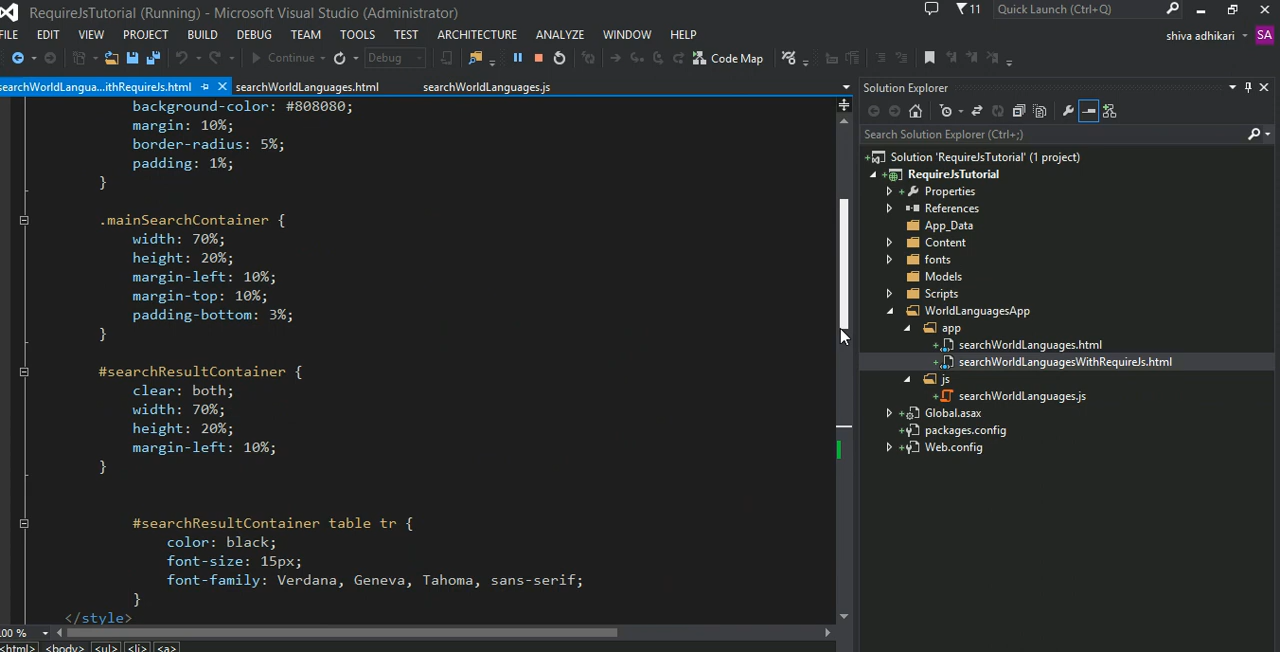 RequireJsTutorial (Running) - Microsoft Visual Studio (Administrator)
11
Quick Launch (Ctrl+Q)
FILE EDIT VIEW PROJECT BUILD DEBUG TEAM TOOLS TEST ARCHITECTURE ANALYZE WINDOW HELP
shiva adhikari
SA
Continue
Debug
Code Map
searchWorldLangua...ithRequireJs.html
searchWorldLanguages.html
searchWorldLanguages.js
background-color: #808080;
margin: 10%;
border-radius: 5%;
padding: 1%;
}
.mainSearchContainer {
width: 70%;
height: 20%;
margin-left: 10%;
margin-top: 10%;
padding-bottom: 3%;
}
#searchResultContainer {
clear: both;
width: 70%;
height: 20%;
margin-left: 10%;
}
#searchResultContainer table tr {
color: black;
font-size: 15px;
font-family: Verdana, Geneva, Tahoma, sans-serif;
}
</style>
00 %
<html> <body> <ul> <li> <a>
Solution Explorer
Search Solution Explorer (Ctrl+;)
Solution 'RequireJsTutorial' (1 project)
RequireJsTutorial
Properties
References
App_Data
Content
fonts
Models
Scripts
WorldLanguagesApp
app
searchWorldLanguages.html
searchWorldLanguagesWithRequireJs.html
js
searchWorldLanguages.js
Global.asax
packages.config
Web.config